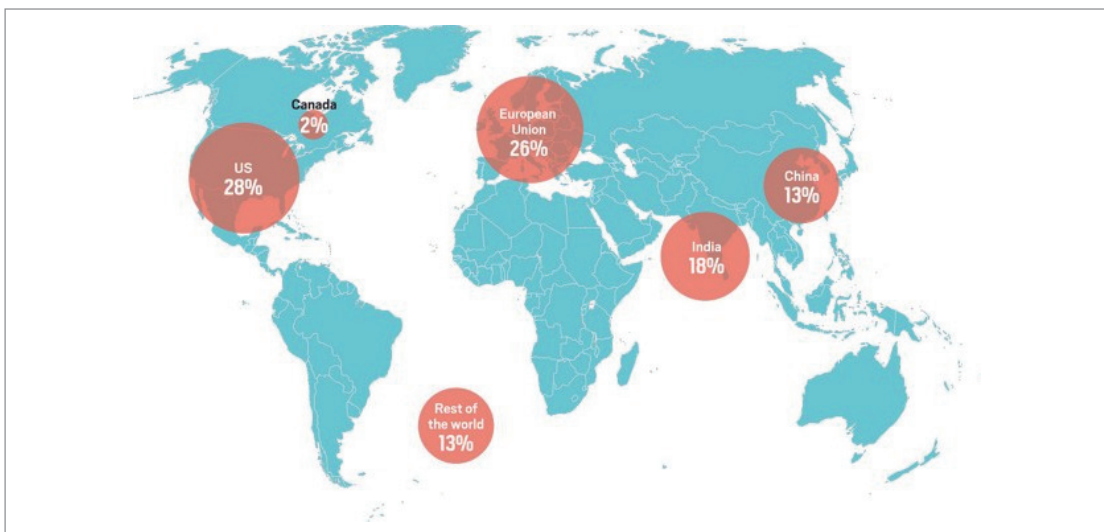 Canada
2%
European
Union
26%
US
28%
China
13%
India
18%
Rest of
the world
13%